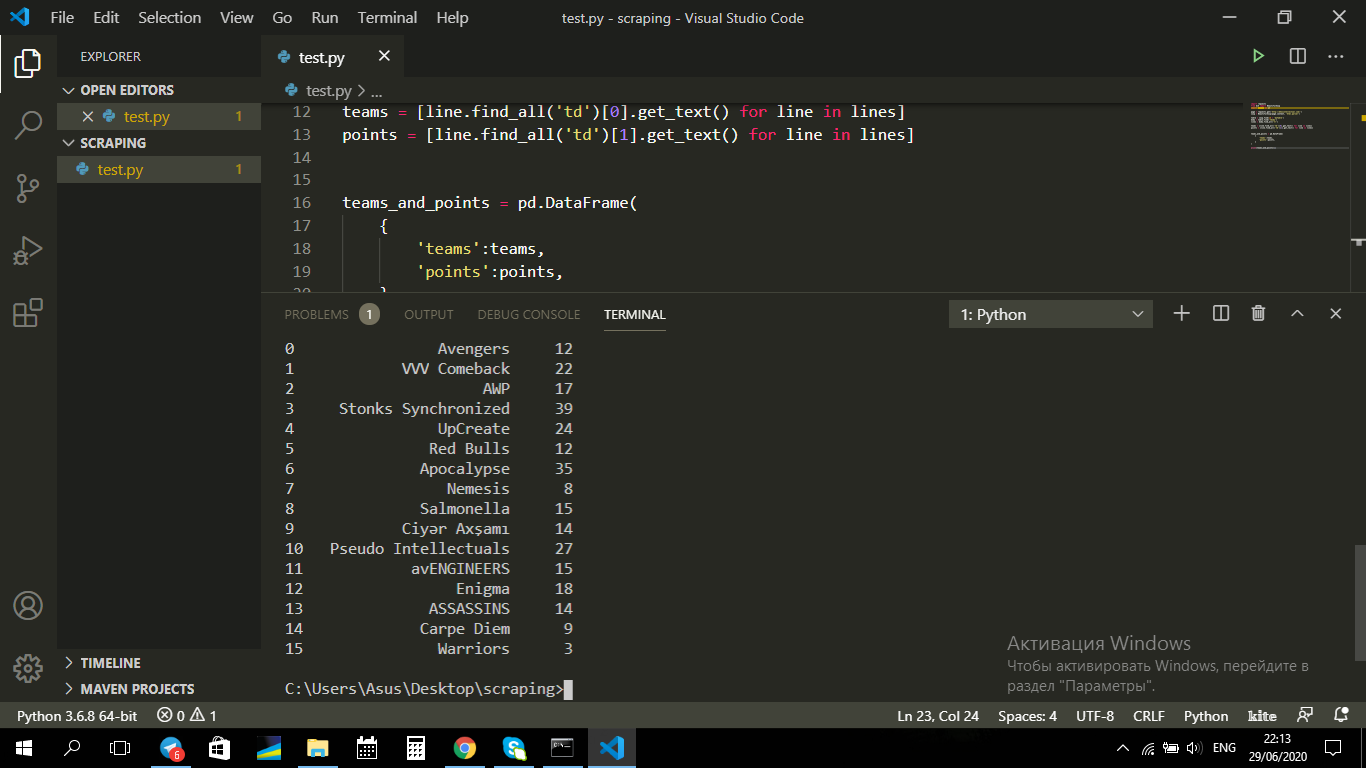 File Edit Selection View Go Run Terminal Help test.py - scraping - Visual Studio Code
EXPLORER
OPEN EDITORS
test.py 1
SCRAPING
test.py 1
TIMELINE
MAVEN PROJECTS
test.py
test.py > ...
12 teams = [line.find_all('td')[0].get_text() for line in lines]
13 points = [line.find_all('td')[1].get_text() for line in lines]
14
15
16 teams_and_points = pd.DataFrame(
17 {
18 'teams':teams,
19 'points':points,
PROBLEMS 1 OUTPUT DEBUG CONSOLE TERMINAL 1: Python
0 Avengers 12
1 VVV Comeback 22
2 AWP 17
3 Stonks Synchronized 39
4 UpCreate 24
5 Red Bulls 12
6 Apocalypse 35
7 Nemesis 8
8 Salmonella 15
9 Ciyər Axşamı 14
10 Pseudo Intellectuals 27
11 avENGINEERS 15
12 Enigma 18
13 ASSASSINS 14
14 Carpe Diem 9
15 Warriors 3
C:\Users\Asus\Desktop\scraping>
Активация Windows
Чтобы активировать Windows, перейдите в
раздел "Параметры".
Python 3.6.8 64-bit 0 1 Ln 23, Col 24 Spaces: 4 UTF-8 CRLF Python kite
6 ENG 22:13
29/06/2020